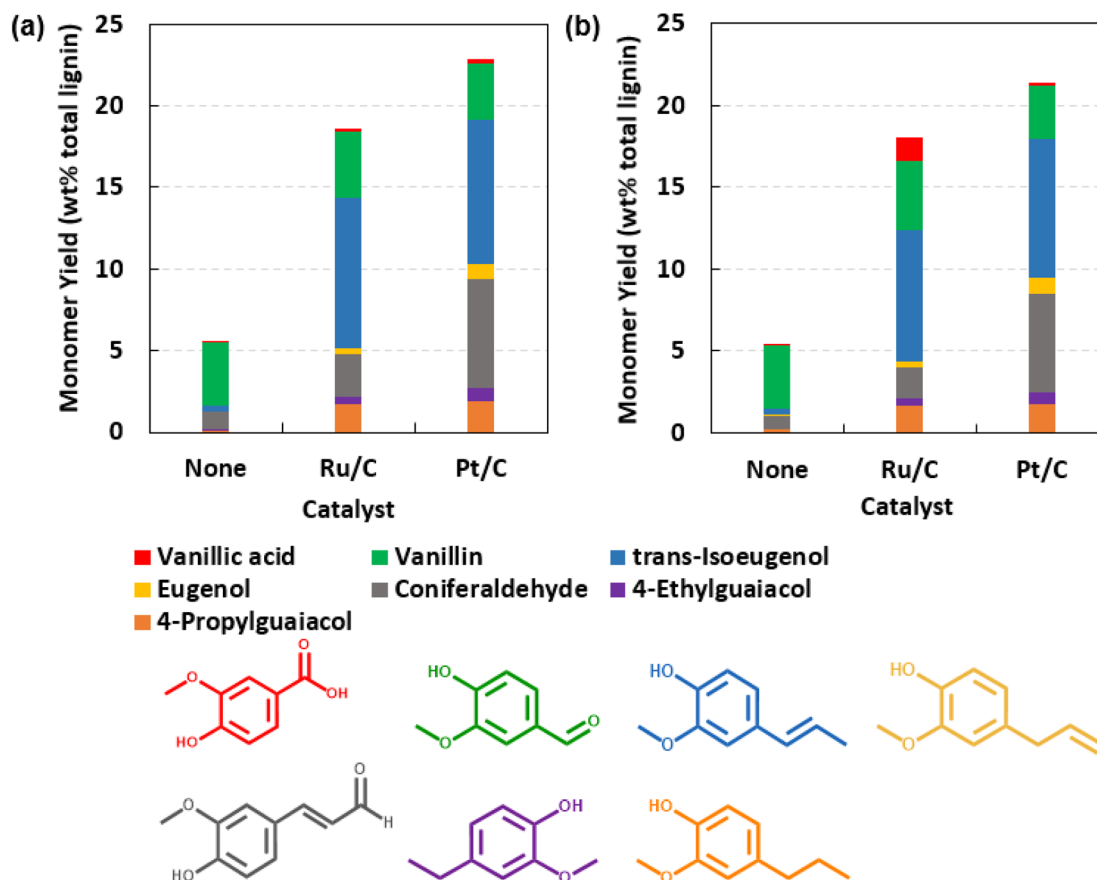 (a)
Monomer Yield (wt% total lignin)
25
20
15
10
5
0
None Ru/C Pt/C
Catalyst
(b)
Monomer Yield (wt% total lignin)
25
20
15
10
5
0
None Ru/C Pt/C
Catalyst
Vanillic acid Vanillin trans-Isoeugenol
Eugenol Coniferaldehyde 4-Ethylguaiacol
4-Propylguaiacol
O
O
OH
HO
HO
O
O
HO
O
HO
O
O
O
H
HO
OH
O
HO
O